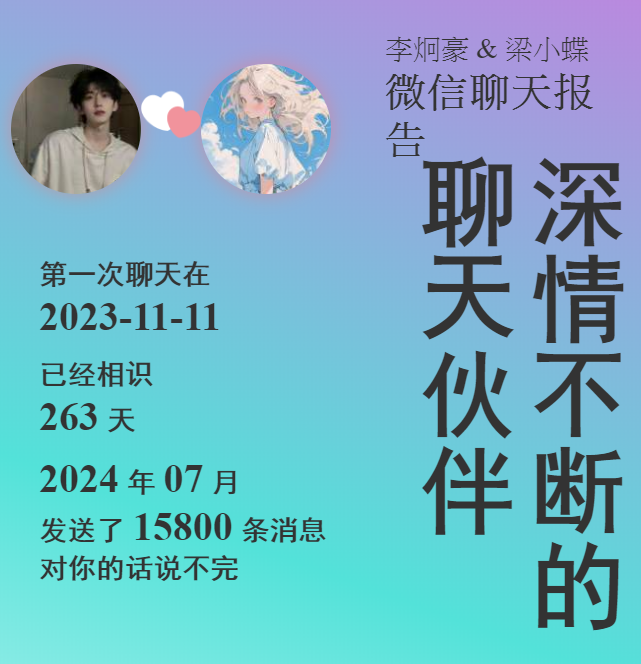 李炯豪 & 梁小蝶
微信聊天报
告
深情不断的
聊天伙伴
第一次聊天在
2023-11-11
已经相识
263 天
2024 年 07 月
发送了 15800 条消息
对你的话说不完